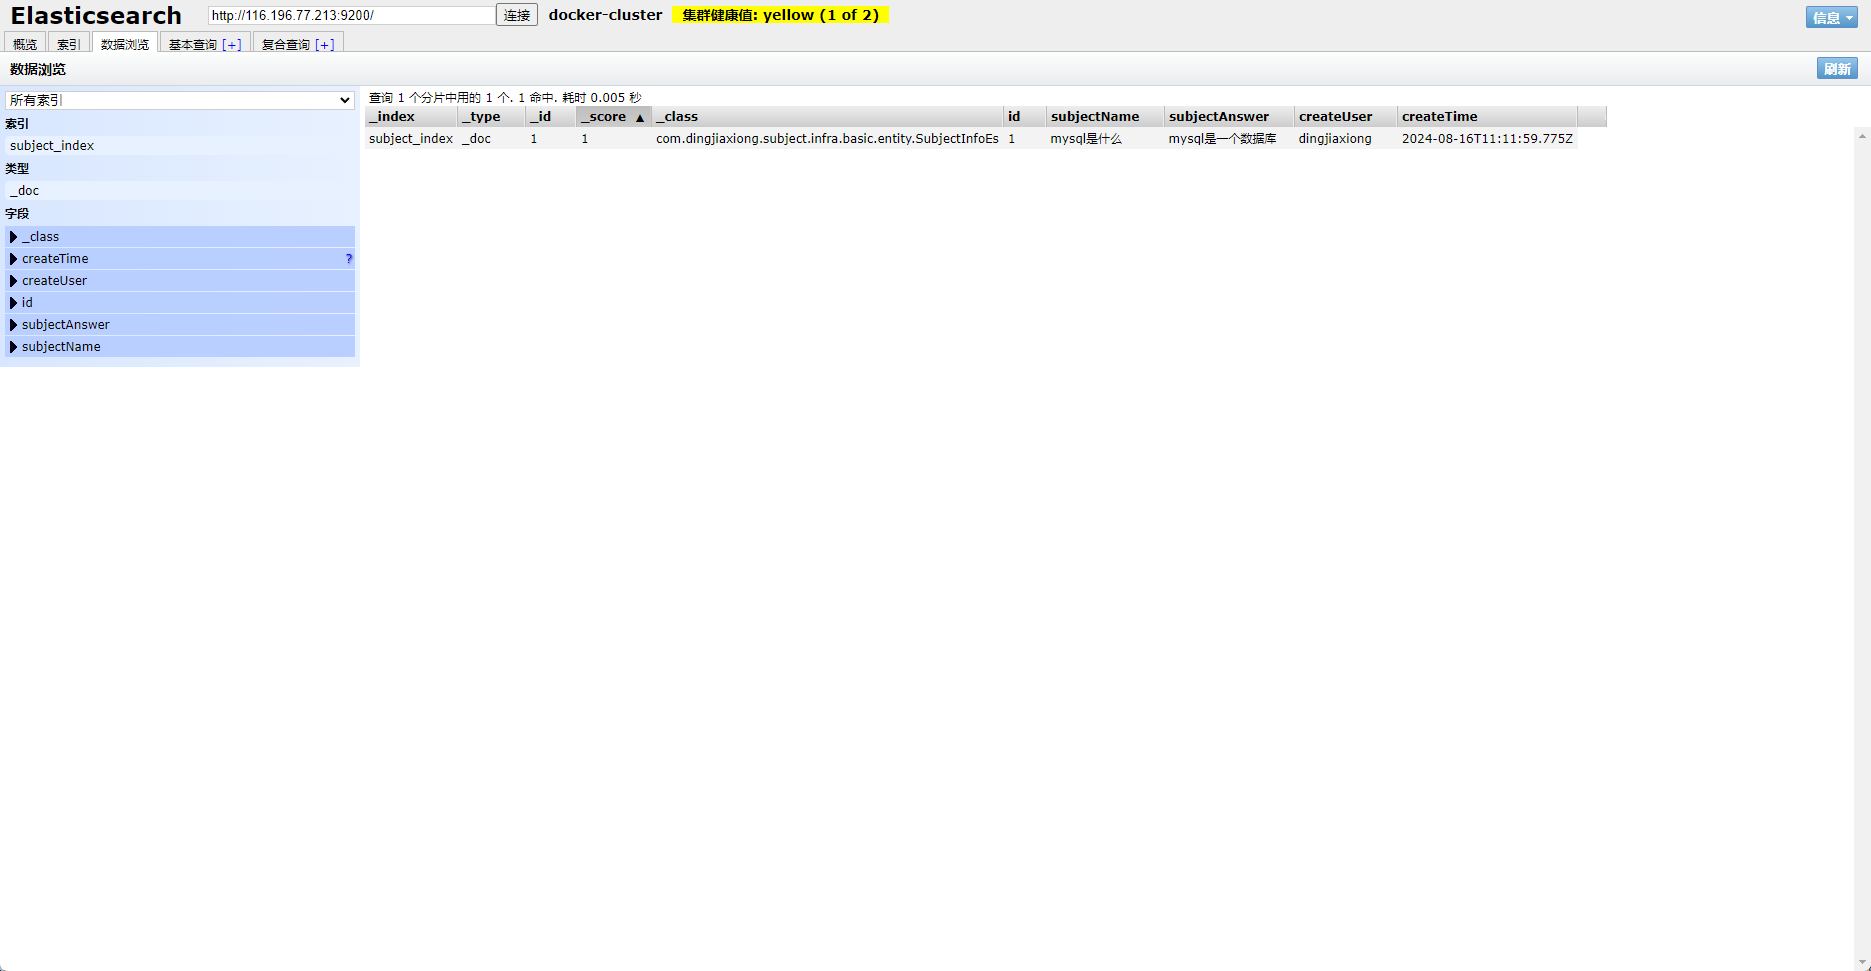 Elasticsearch http://116.196.77.213:9200/ 连接 docker-cluster 集群健康值: yellow (1 of 2) 信息
概览 索引 数据浏览 基本查询 [+] 复合查询 [+]
数据浏览 刷新
所有索引
索引
subject_index
类型
_doc
字段
_class
createTime ?
createUser
id
subjectAnswer
subjectName
查询 1 个分片中用的 1 个. 1 命中. 耗时 0.005 秒
_index _type _id _score ▲ _class id subjectName subjectAnswer createUser createTime
subject_index _doc 1 1 com.dingjiaxiong.subject.infra.basic.entity.SubjectInfoEs 1 mysql是什么 mysql是一个数据库 dingjiaxiong 2024-08-16T11:11:59.775Z